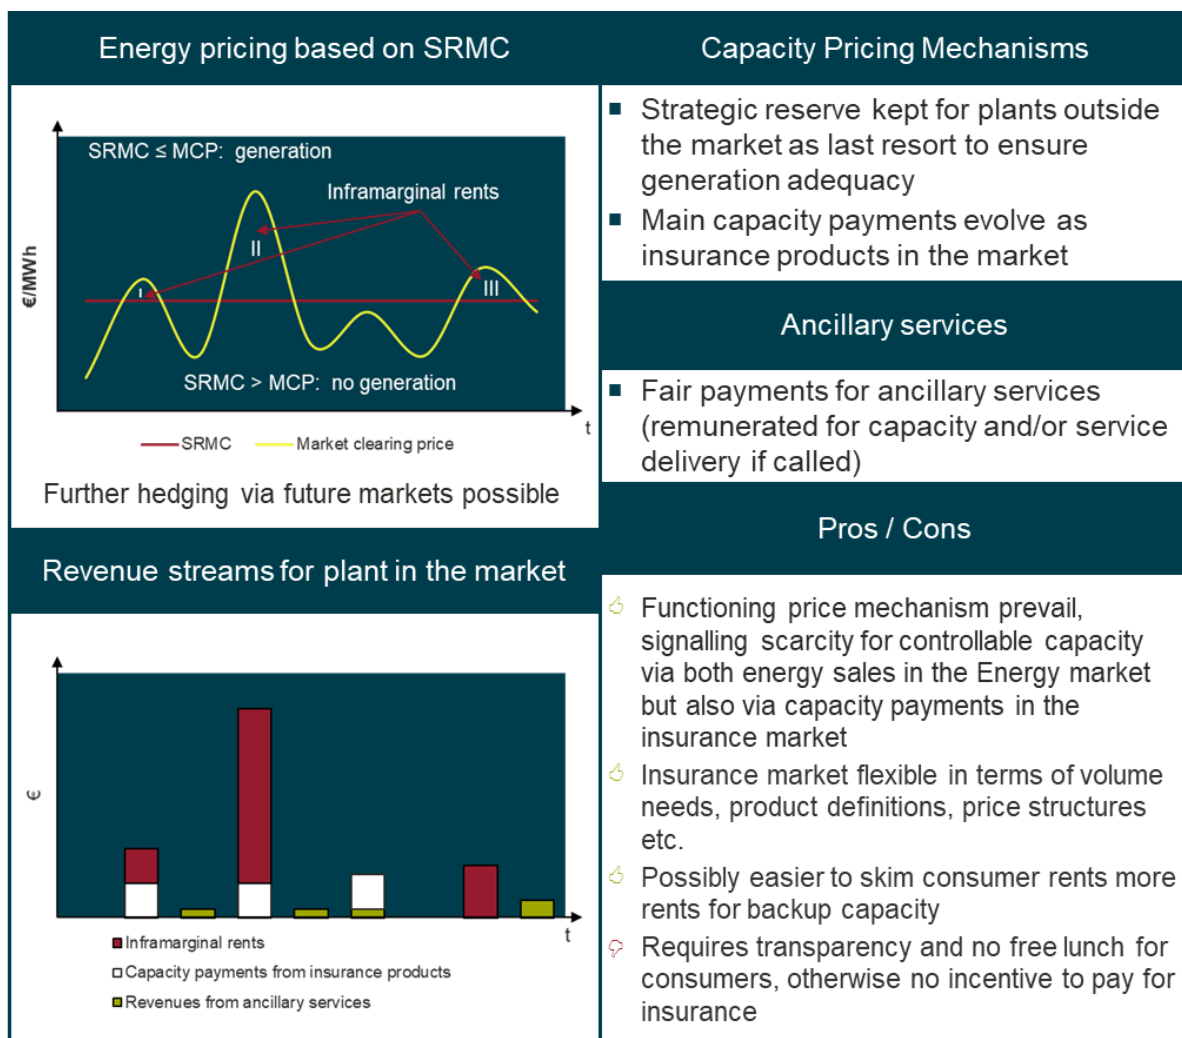 Energy pricing based on SRMC
€/MWh
SRMC ≤ MCP: generation
Inframarginal rents
I
II
III
SRMC > MCP: no generation
t
SRMC
Market clearing price
Further hedging via future markets possible
Revenue streams for plant in the market
€
t
Inframarginal rents
Capacity payments from insurance products
Revenues from ancillary services
Capacity Pricing Mechanisms
Strategic reserve kept for plants outside
the market as last resort to ensure
generation adequacy
Main capacity payments evolve as
insurance products in the market
Ancillary services
Fair payments for ancillary services
(remunerated for capacity and/or service
delivery if called)
Pros / Cons
Functioning price mechanism prevail,
signalling scarcity for controllable capacity
via both energy sales in the Energy market
but also via capacity payments in the
insurance market
Insurance market flexible in terms of volume
needs, product definitions, price structures
etc.
Possibly easier to skim consumer rents more
rents for backup capacity
Requires transparency and no free lunch for
consumers, otherwise no incentive to pay for
insurance